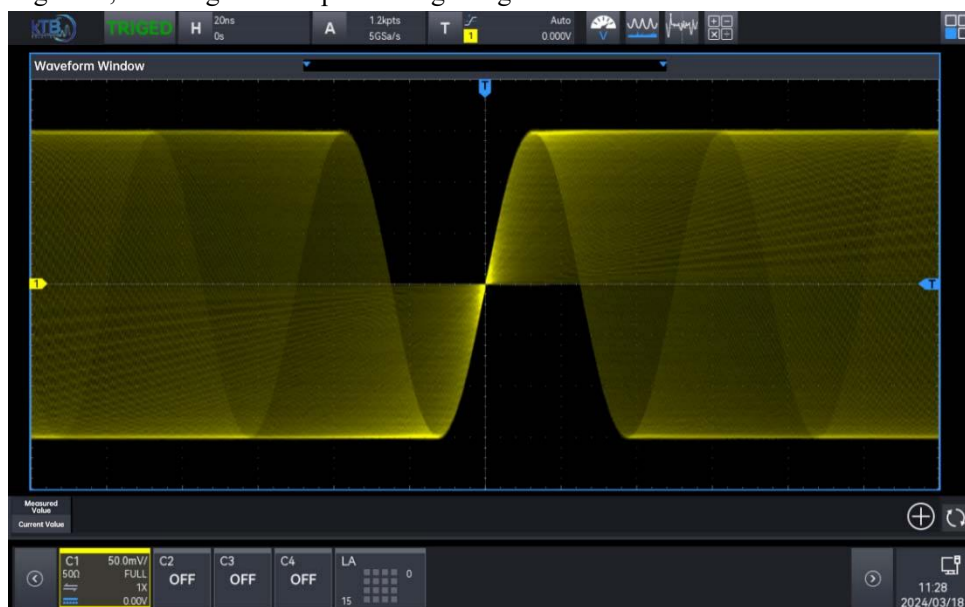 KTB
TRIGED
H 20ns
0s
A 1.2kpts
5GSa/s
T 1 Auto
0.000V
V
Waveform Window
T
1
T
Measured
Value
Current Value
C1 50.0mV/
50Ω FULL
1X
0.00V
C2
OFF
C3
OFF
C4
OFF
LA
0
15
11:28
2024/03/18